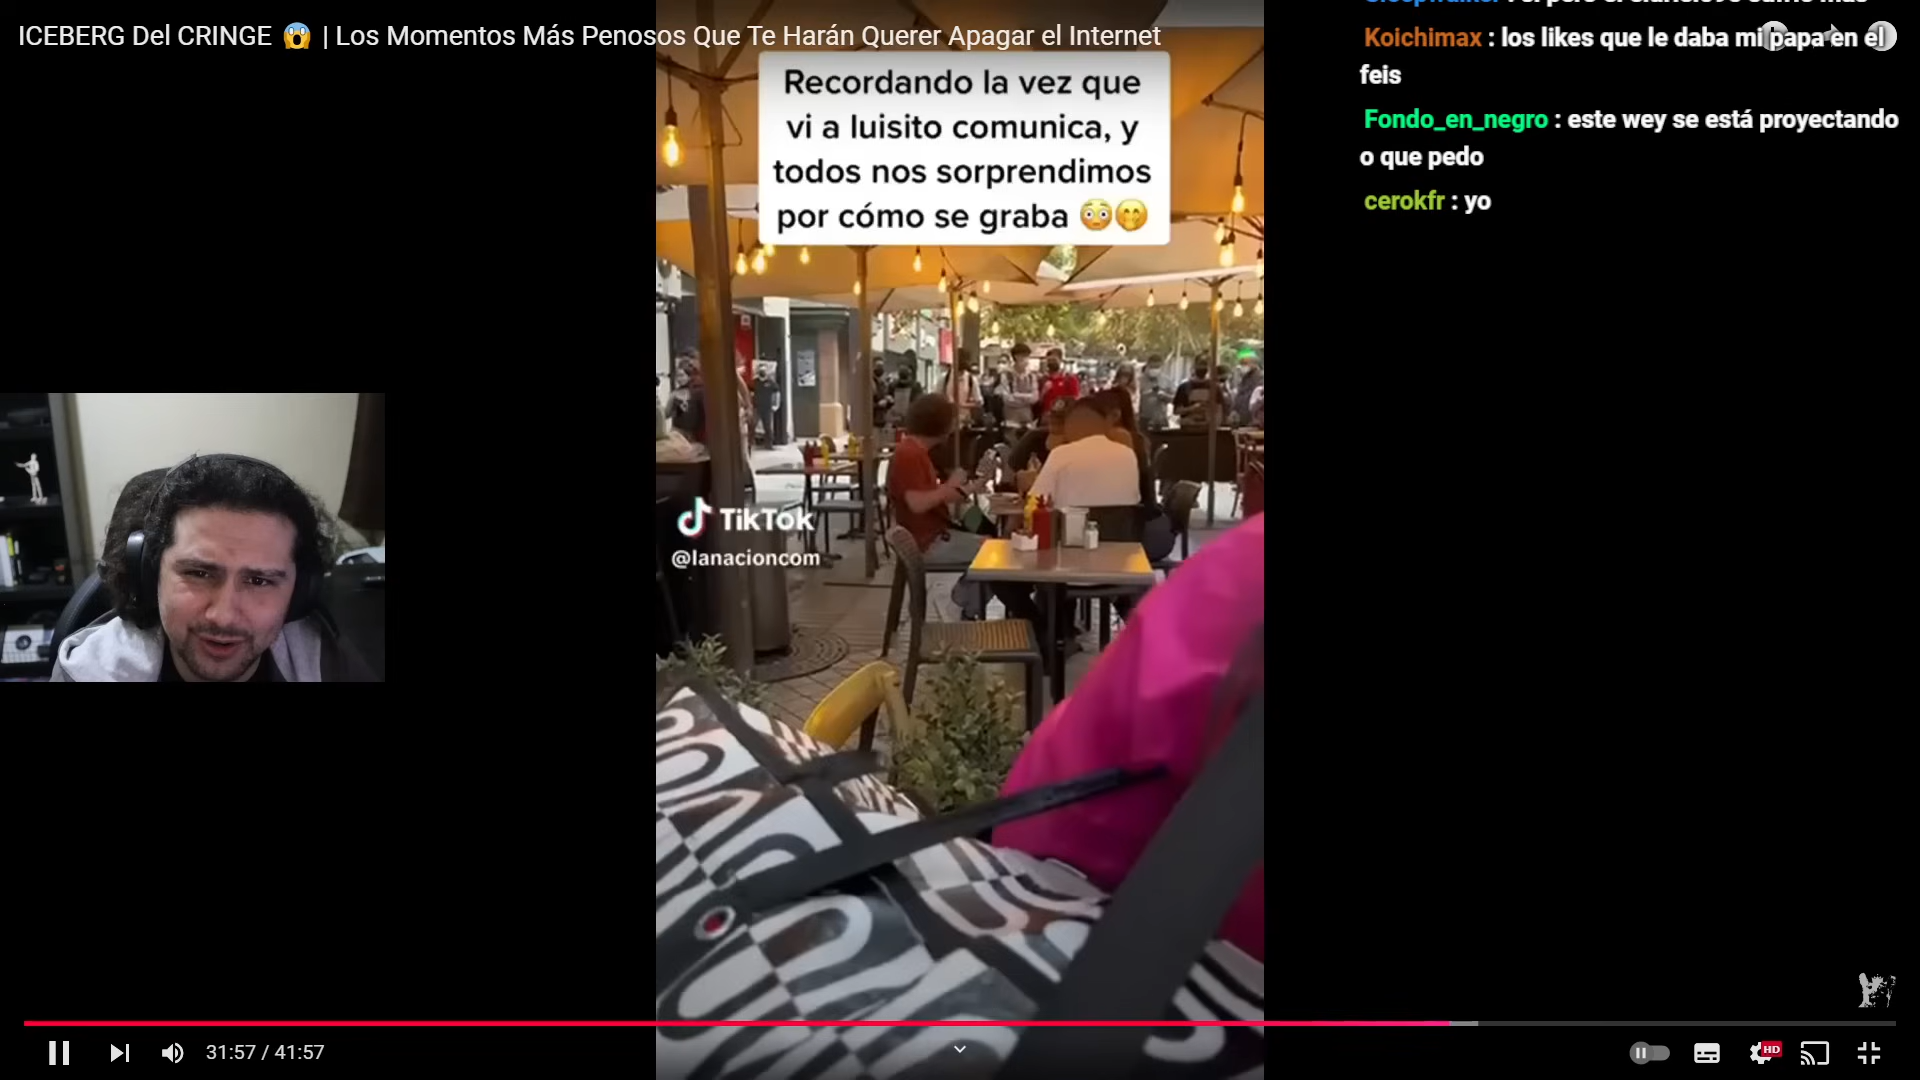 ICEBERG Del CRINGE 😱 | Los Momentos Más Penosos Que Te Harán Querer Apagar el Internet
Koichimax : los likes que le daba mi papa en el
feis
Fondo_en_negro : este wey se está proyectando
o que pedo
cerokfr : yo
Recordando la vez que
vi a luisito comunica, y
todos nos sorprendimos
por cómo se graba 😳🤭
TikTok
@lanacioncom
31:57 / 41:57
HD